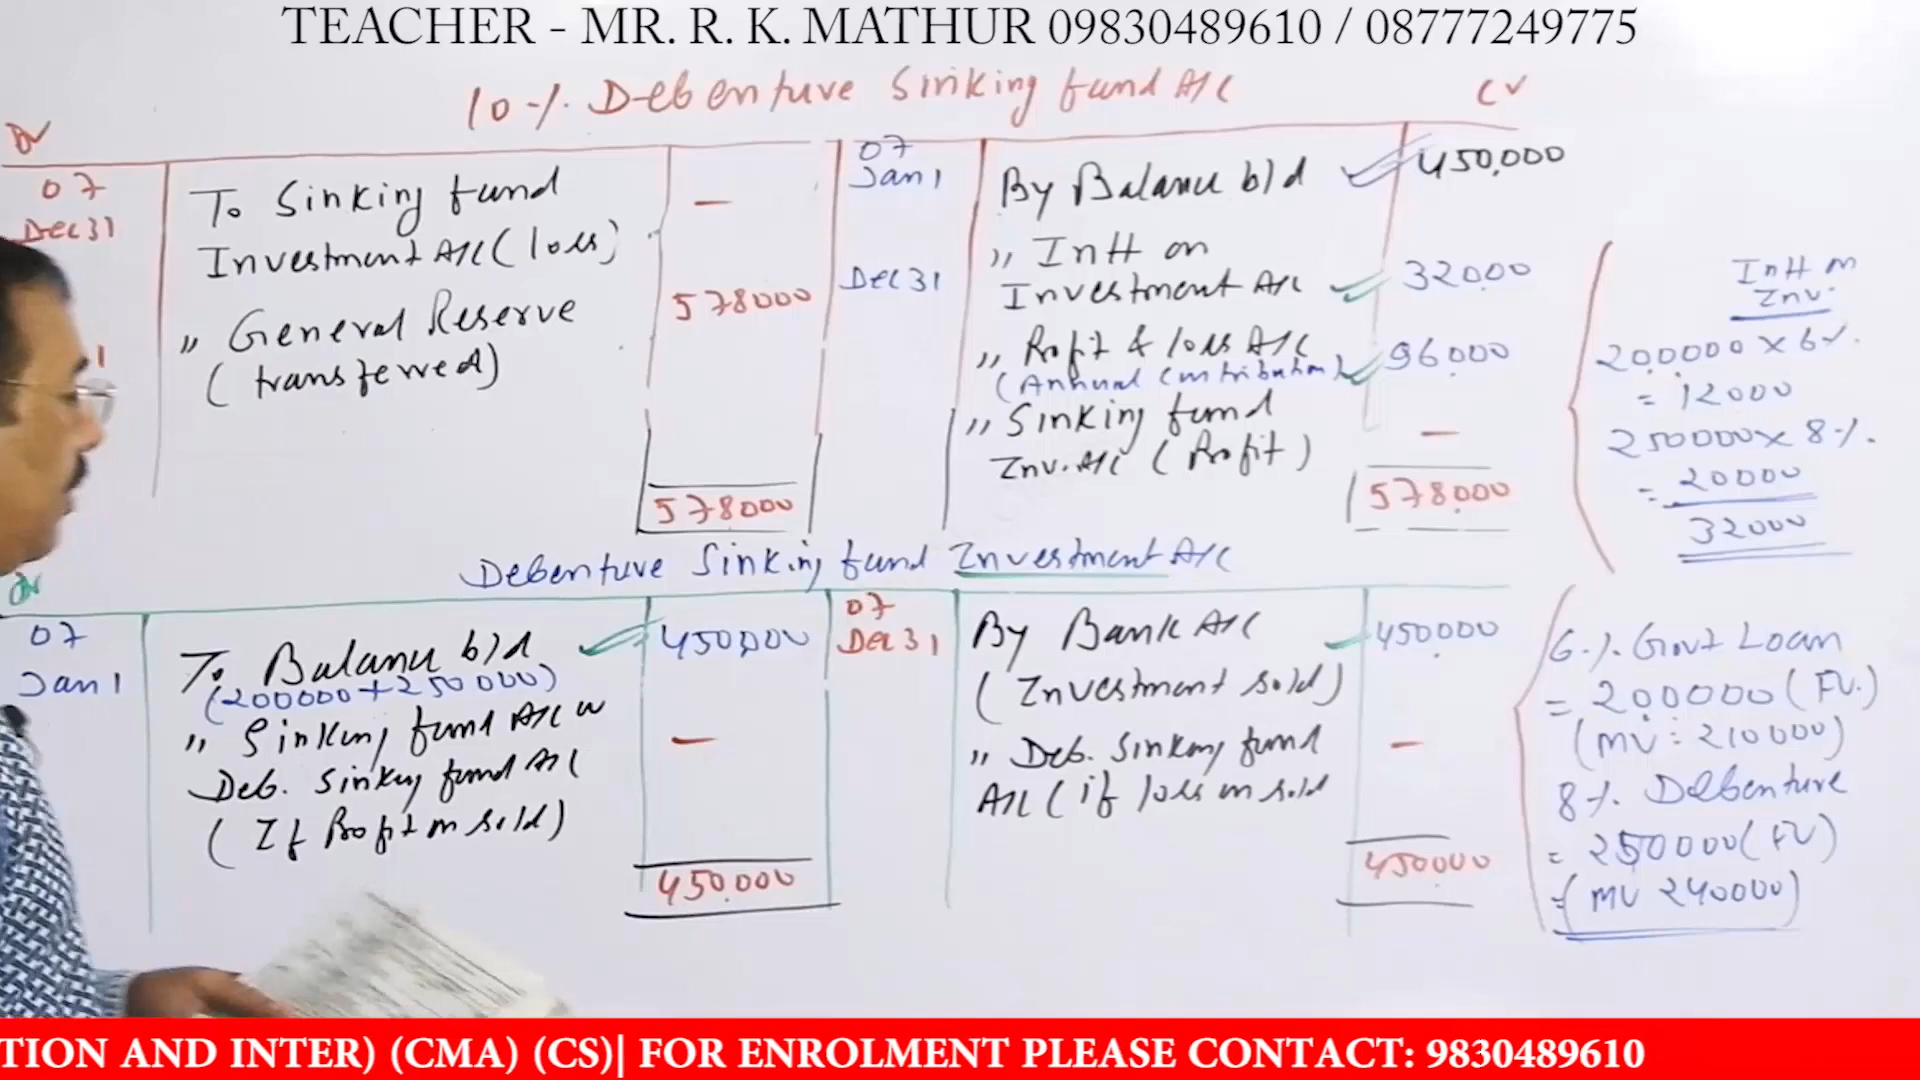 TEACHER - MR. R. K. MATHUR 09830489610 / 08777249775
10 % Debenture Sinking fund A/C
Dr
Cr
07
Dec 31
To Sinking fund
Investment A/C (loss)
—
" General Reserve
578000
(transferred)
578000
07
Jan 1
By Balance b/d
450,000
" Intt on
Dec 31
Investment A/C
32000
" Profit & loss A/C
96000
(Annual Contribution)
" Sinking fund
Inv. A/C (Profit)
—
578000
Intt on
Inv.
200000 x 6%.
= 12000
250000 x 8%.
= 20000
32000
Debenture Sinking fund Investment A/C
Dr
07
Jan 1
To Balance b/d
450,000
(200000 + 250000)
" Sinking fund A/C or
—
Deb. Sinking fund A/C
(If Profit on sold)
450,000
07
Dec 31
By Bank A/C
450000
(Investment sold)
" Deb. Sinking fund
—
A/C (if loss on sold
450000
6%. Govt Loan
= 200000 (FV.)
(MV : 210000)
8%. Debenture
= 250000 (FV)
= (MV 240000)
TION AND INTER) (CMA) (CS)| FOR ENROLMENT PLEASE CONTACT: 9830489610